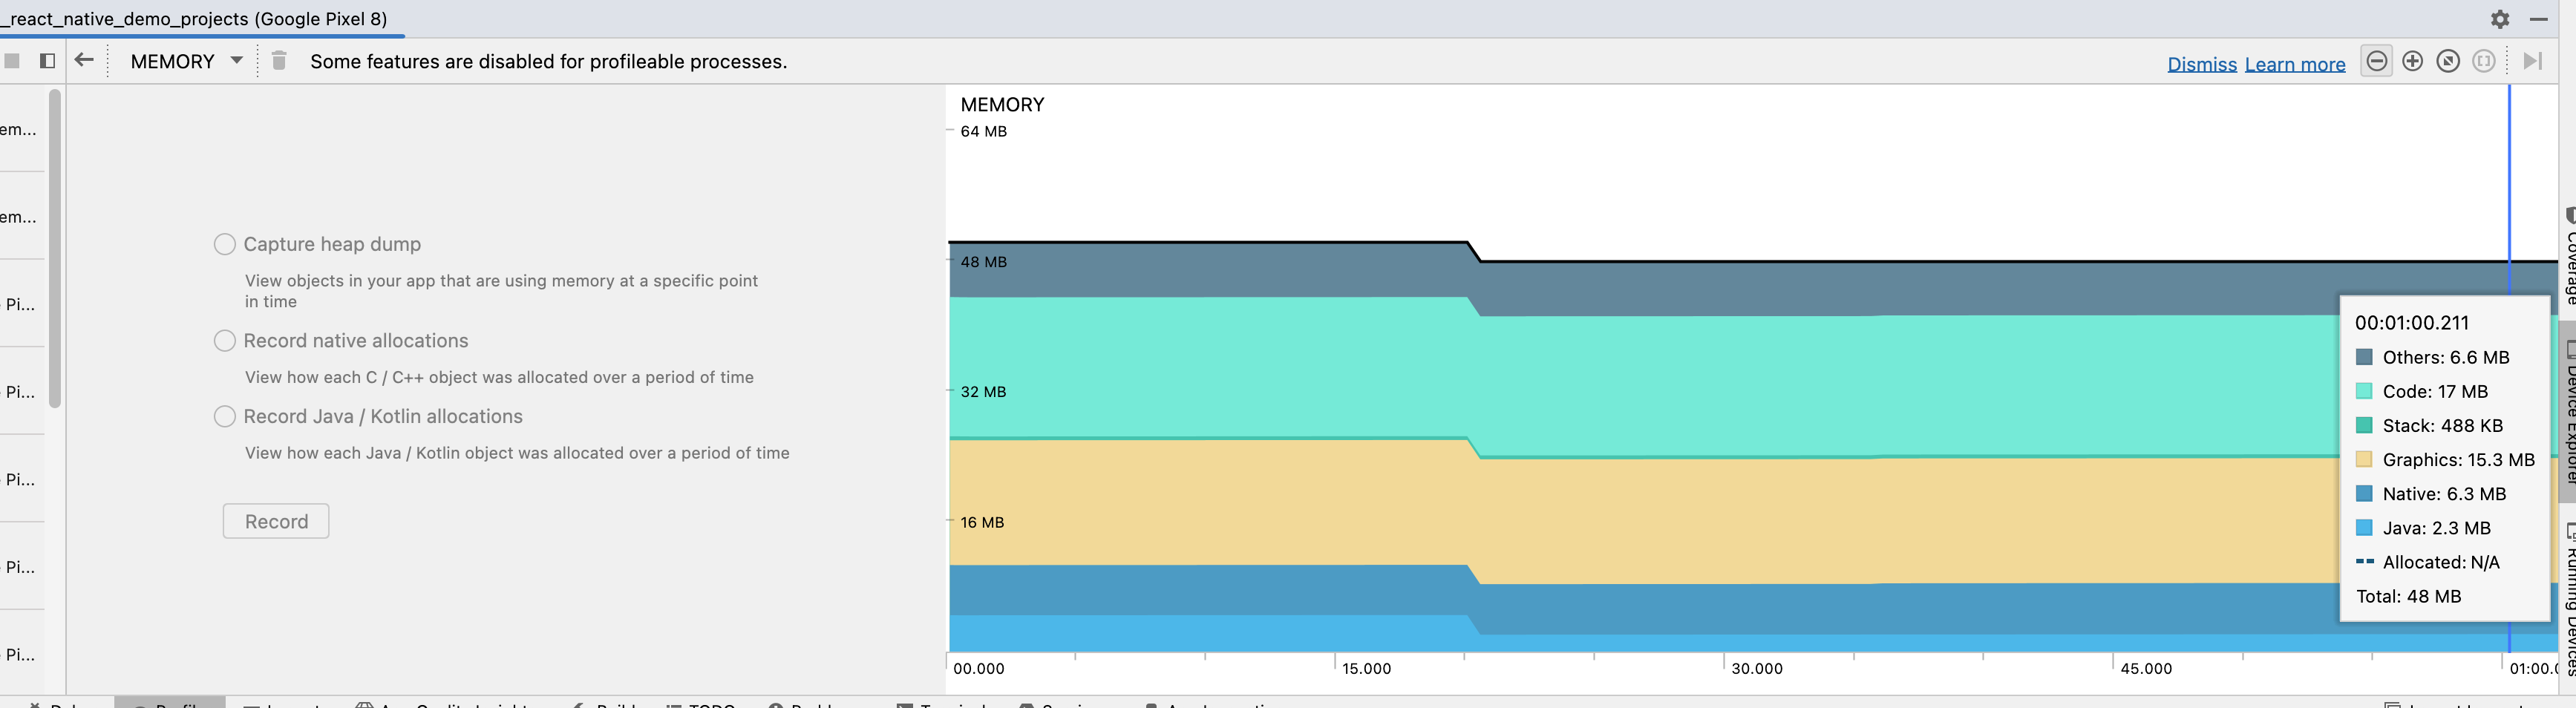 _react_native_demo_projects (Google Pixel 8)
MEMORY
Some features are disabled for profileable processes.
Dismiss Learn more
em...
em...
Pi...
Pi...
Pi...
Pi...
Pi...
Capture heap dump
View objects in your app that are using memory at a specific point
in time
Record native allocations
View how each C / C++ object was allocated over a period of time
Record Java / Kotlin allocations
View how each Java / Kotlin object was allocated over a period of time
Record
MEMORY
64 MB
48 MB
32 MB
16 MB
00:01:00.211
Others: 6.6 MB
Code: 17 MB
Stack: 488 KB
Graphics: 15.3 MB
Native: 6.3 MB
Java: 2.3 MB
Allocated: N/A
Total: 48 MB
00.000
15.000
30.000
45.000
01:00.0
Coverage
Device Explorer
Running Devices
TODO